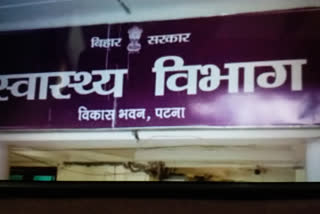 बिहार सरकार
स्वास्थ्य विभाग
विकास भवन, पटना